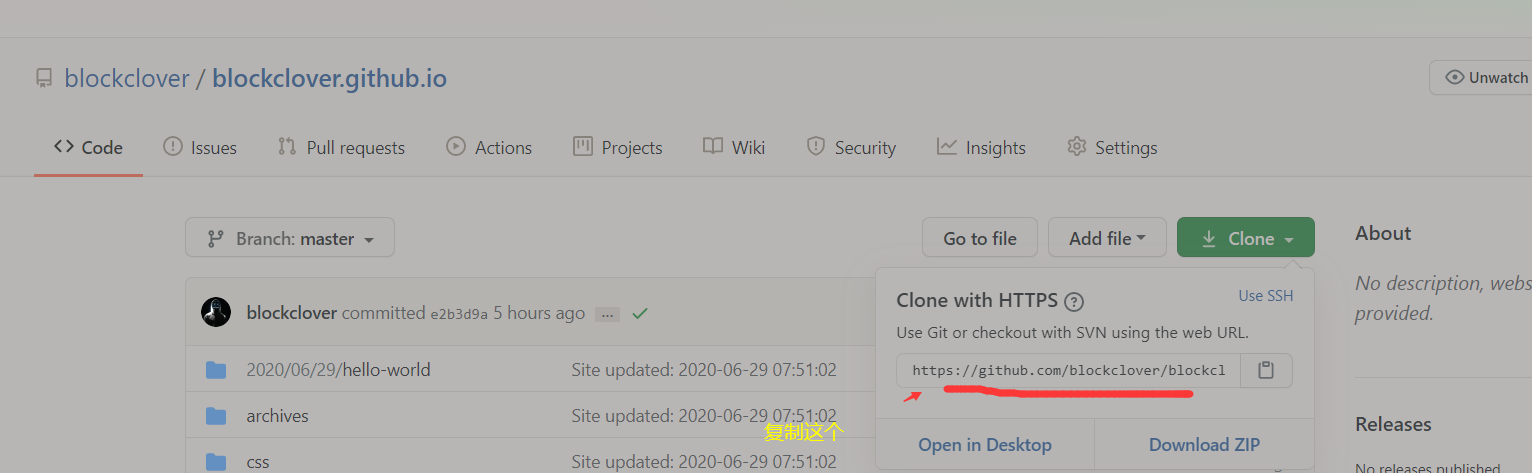 blockclover / blockclover.github.io
Unwatch
Code Issues Pull requests Actions Projects Wiki Security Insights Settings
Branch: master Go to file Add file Clone
About
No description, webs
provided.
Clone with HTTPS ? Use SSH
Use Git or checkout with SVN using the web URL.
https://github.com/blockclover/blockcl
blockclover committed e2b3d9a 5 hours ago ...
2020/06/29/hello-world Site updated: 2020-06-29 07:51:02
archives Site updated: 2020-06-29 07:51:02
复制这个
css Site updated: 2020-06-29 07:51:02
Open in Desktop Download ZIP
Releases
No releases published